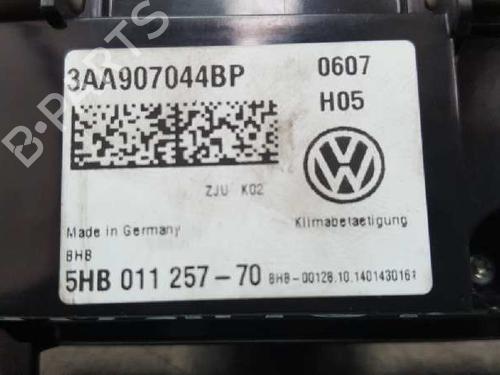 B-PARTS
3AA907044BP
0607
H05
ZJU K02
Made in Germany
Klimabetaetigung
BHB
5HB 011 257-70
BHB-00128.10.1401430161